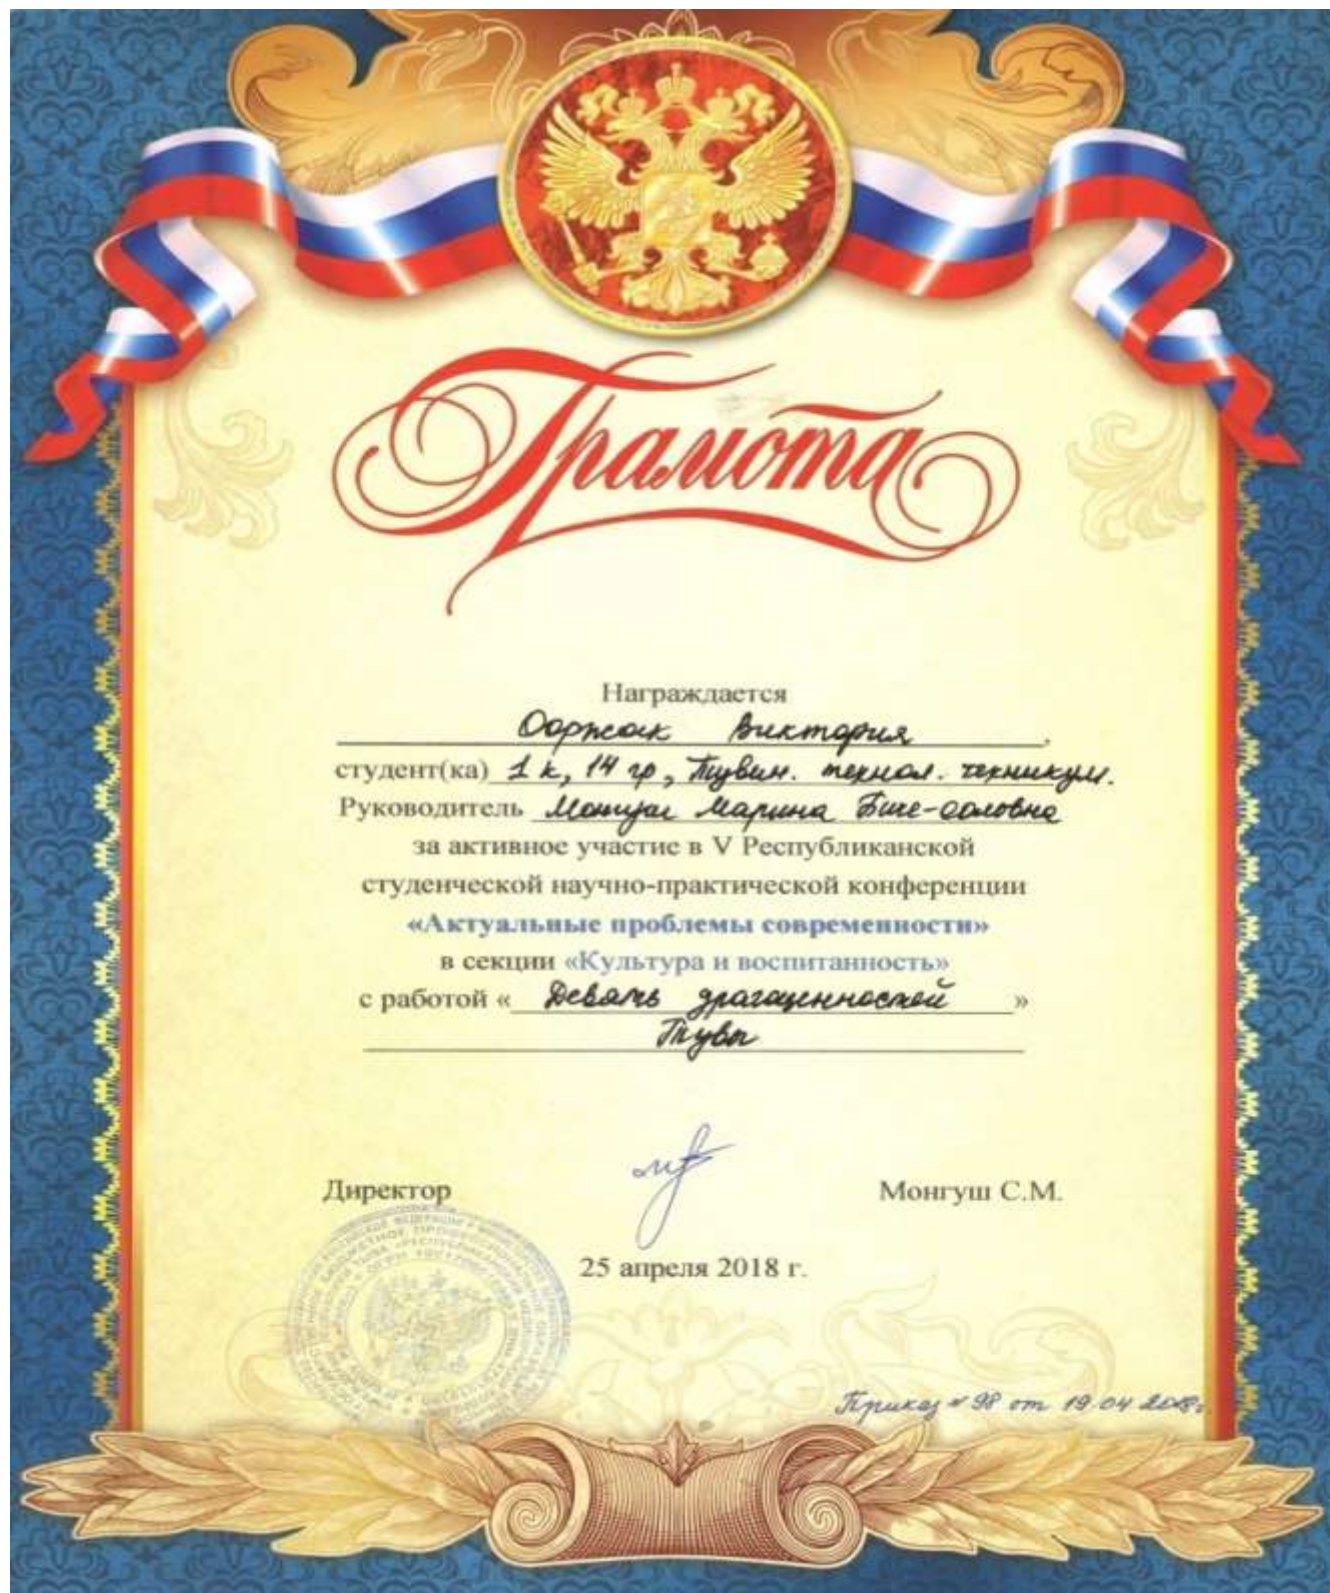 Грамота
Награждается
Ооржак Виктория
студент(ка) 1 к, 14 гр, Тувин. технол. техникум.
Руководитель Монгуш Марина Биче-ооловна
за активное участие в V Республиканской
студенческой научно-практической конференции
«Актуальные проблемы современности»
в секции «Культура и воспитанность»
с работой « Девять драгоценностей »
Тувы
Директор
Монгуш С.М.
25 апреля 2018 г.
Приказ № 98 от 19.04 2018г.